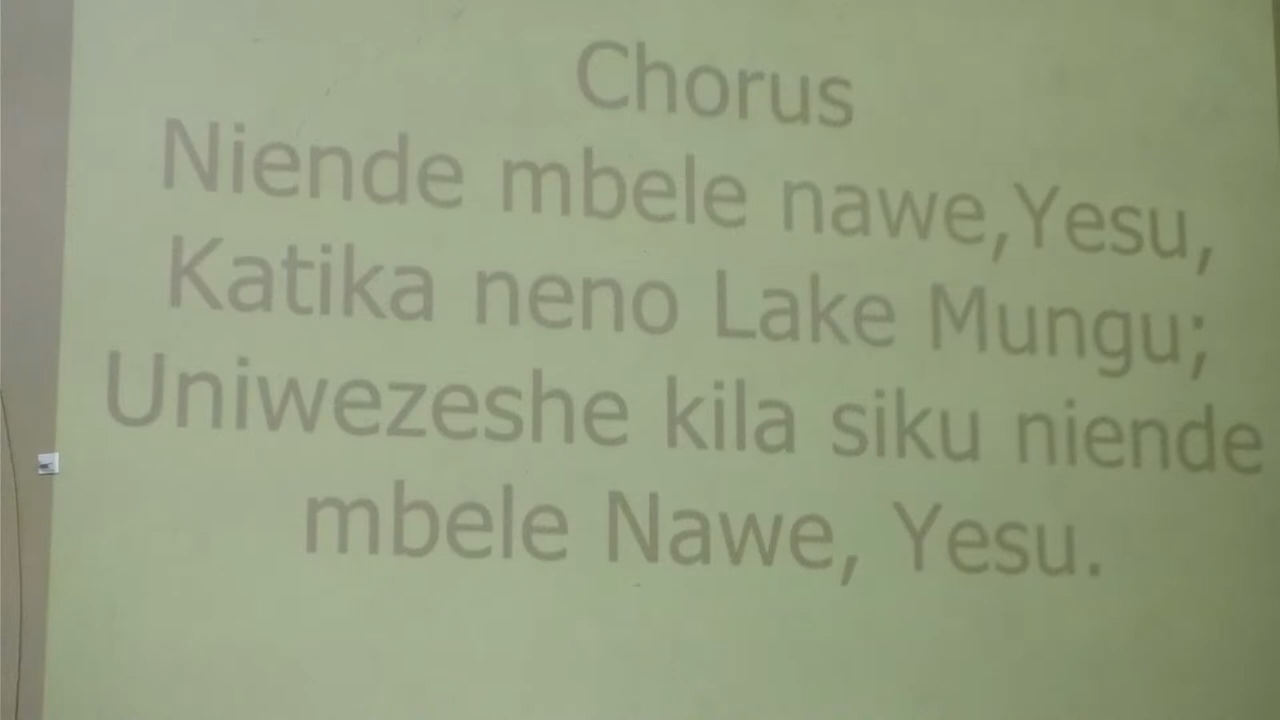 Chorus
Niende mbele nawe,Yesu,
Katika neno Lake Mungu;
Uniwezeshe kila siku niende
mbele Nawe, Yesu.